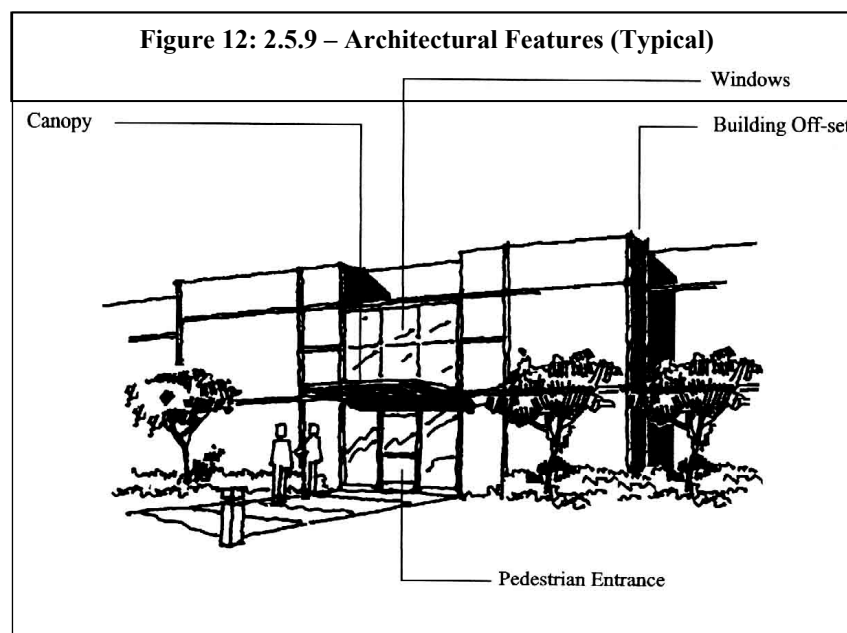 Figure 12: 2.5.9 – Architectural Features (Typical)
Windows
Canopy
Building Off-set
Pedestrian Entrance